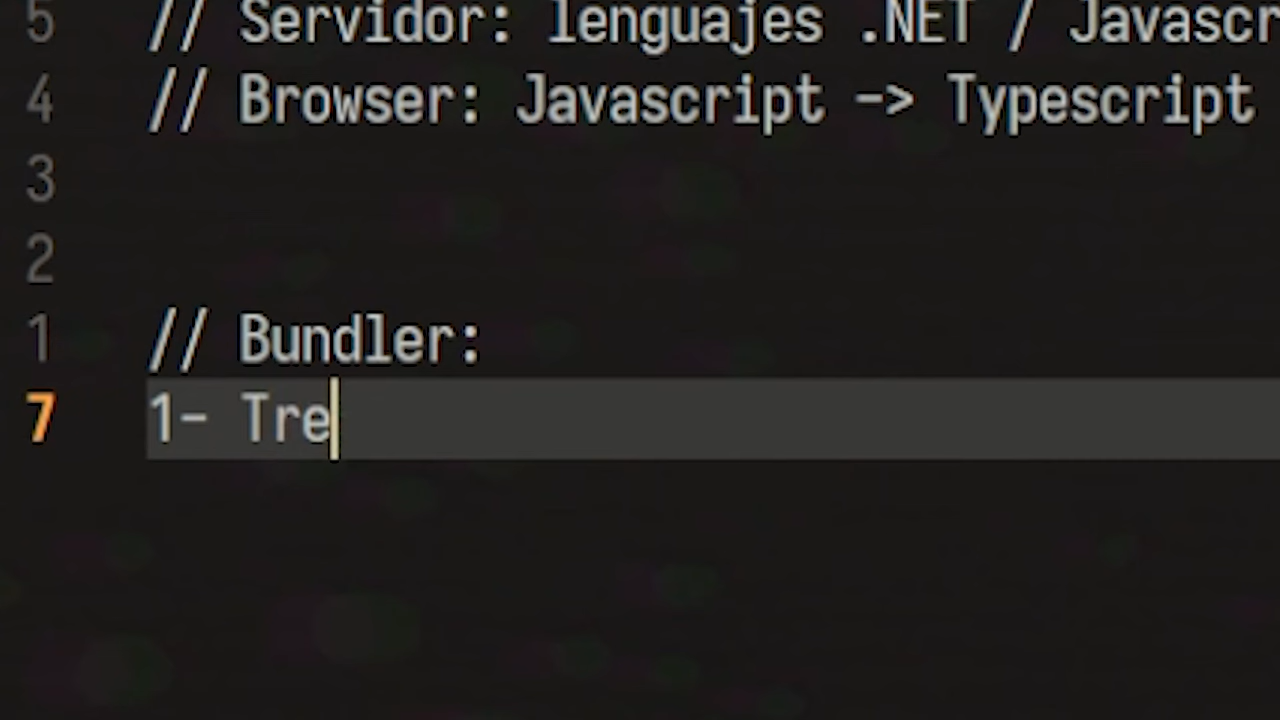 5 // Servidor: lenguajes .NET / Javascr
4 // Browser: Javascript -> Typescript
3
2
1 // Bundler:
7 1- Tre